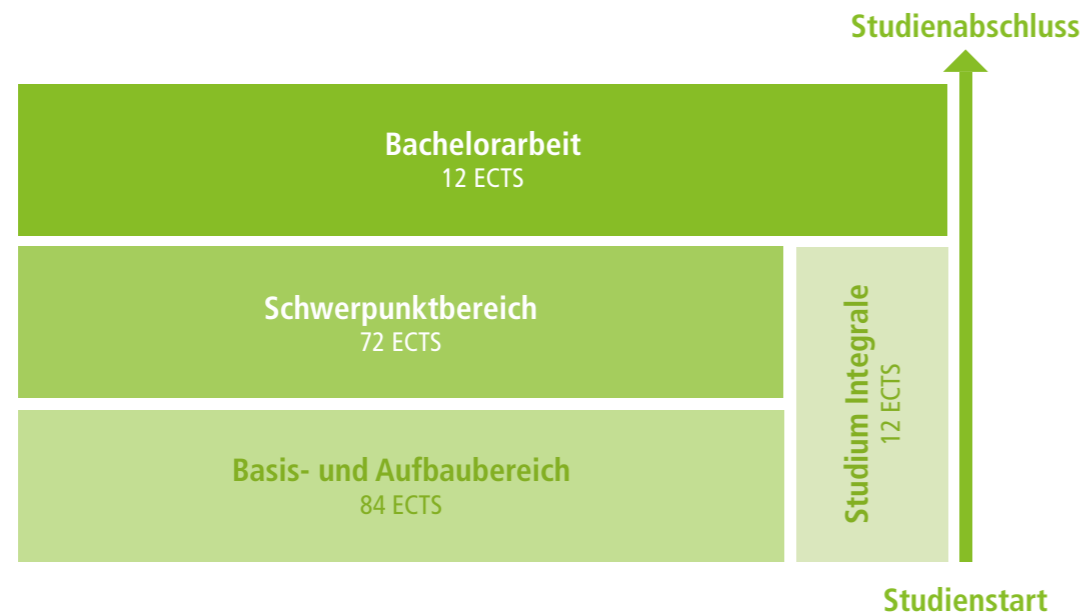 Studienabschluss
Bachelorarbeit
12 ECTS
Schwerpunktbereich
72 ECTS
Studium Integrale
12 ECTS
Basis- und Aufbaubereich
84 ECTS
Studienstart